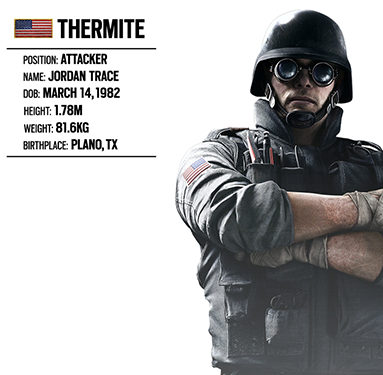 THERMITE
POSITION: ATTACKER
NAME: JORDAN TRACE
DOB: MARCH 14, 1982
HEIGHT: 1.78M
WEIGHT: 81.6KG
BIRTHPLACE: PLANO, TX